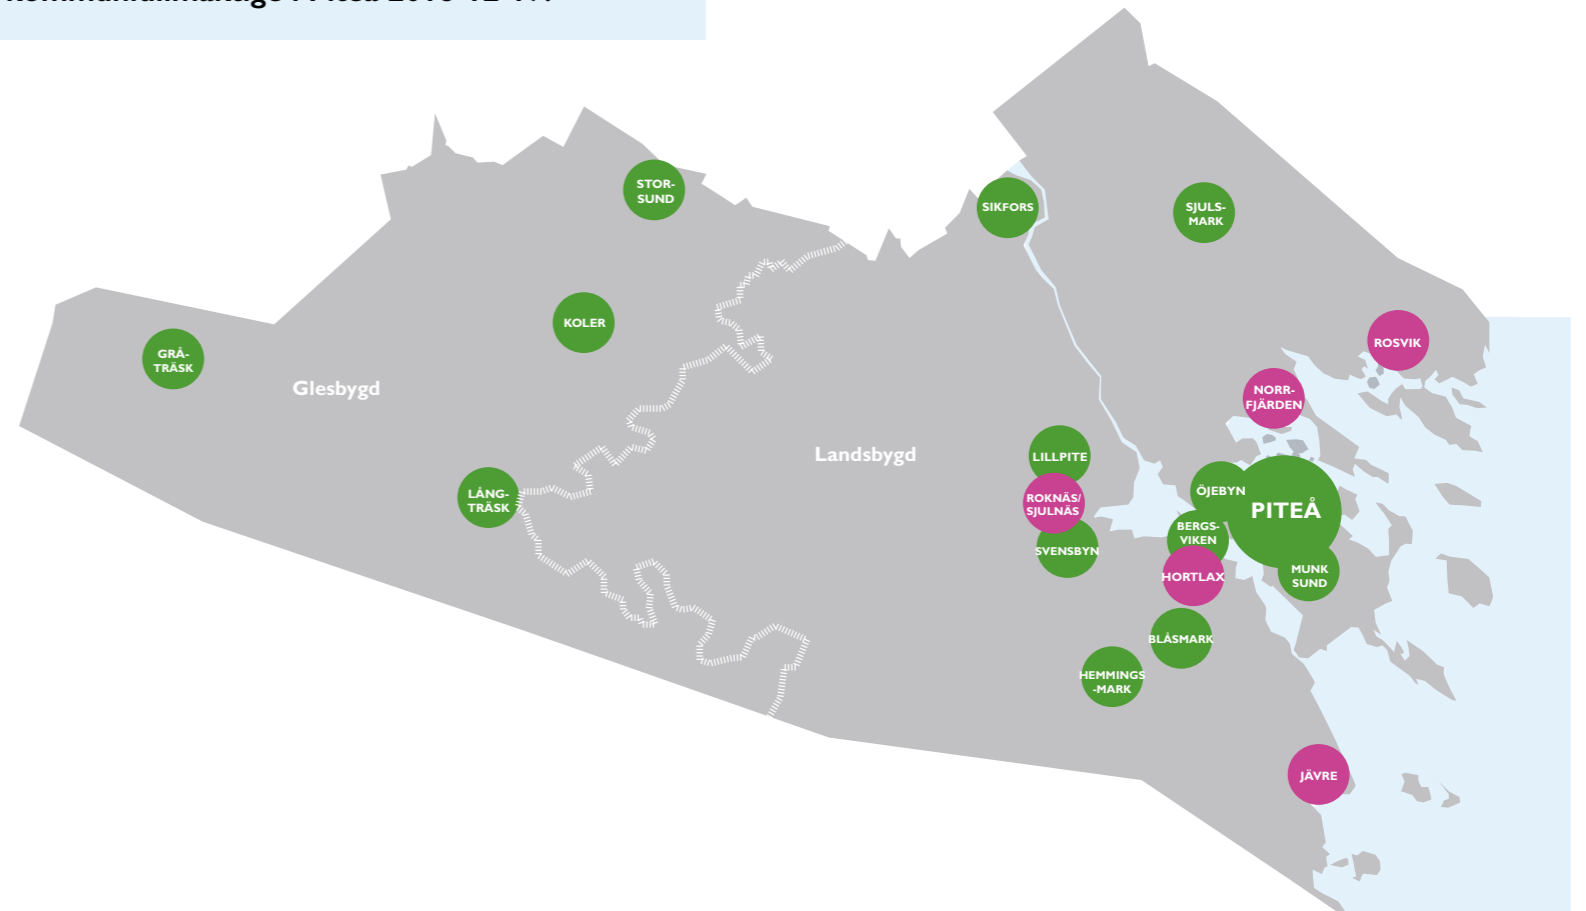 STOR-
SUND
SIKFORS
SJULS-
MARK
KOLER
ROSVIK
GRÅ-
TRÄSK
Glesbygd
NORR-
FJÄRDEN
Landsbygd
LILLPITE
LÅNG-
TRÄSK
ROKNÄS/
SJULNÄS
ÖJEBYN
PITEÅ
BERGS-
VIKEN
SVENSBYN
MUNK
SUND
HORTLAX
BLÅSMARK
HEMMINGS
-MARK
JÄVRE